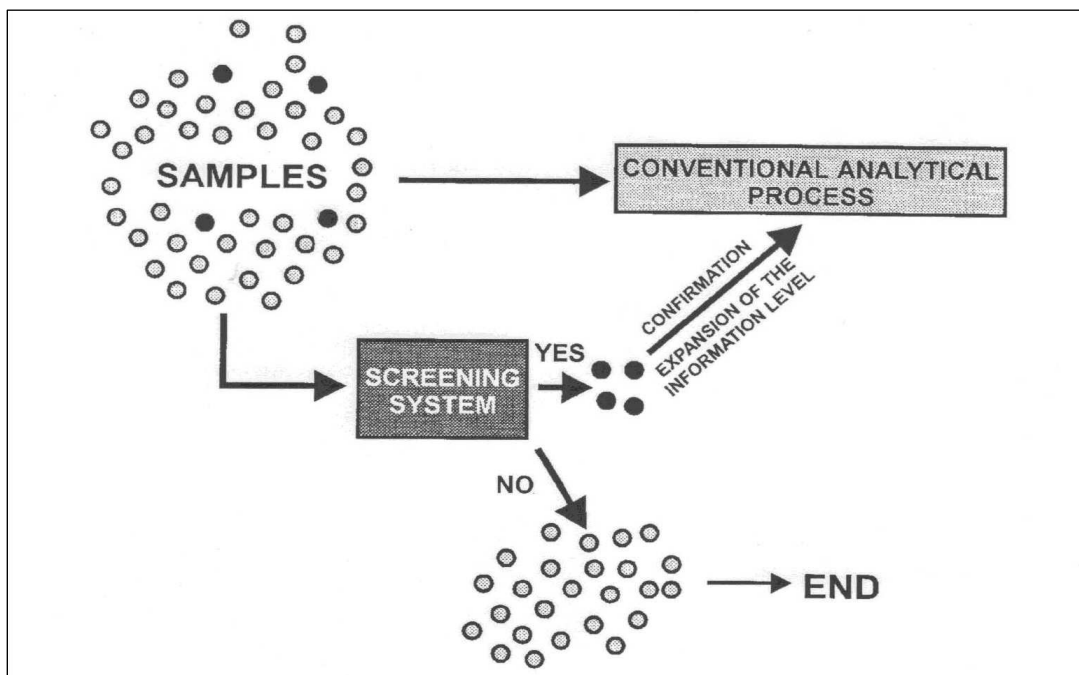 SAMPLES
CONVENTIONAL ANALYTICAL
PROCESS
CONFIRMATION
EXPANSION OF THE
INFORMATION LEVEL
SCREENING
SYSTEM
YES
NO
END